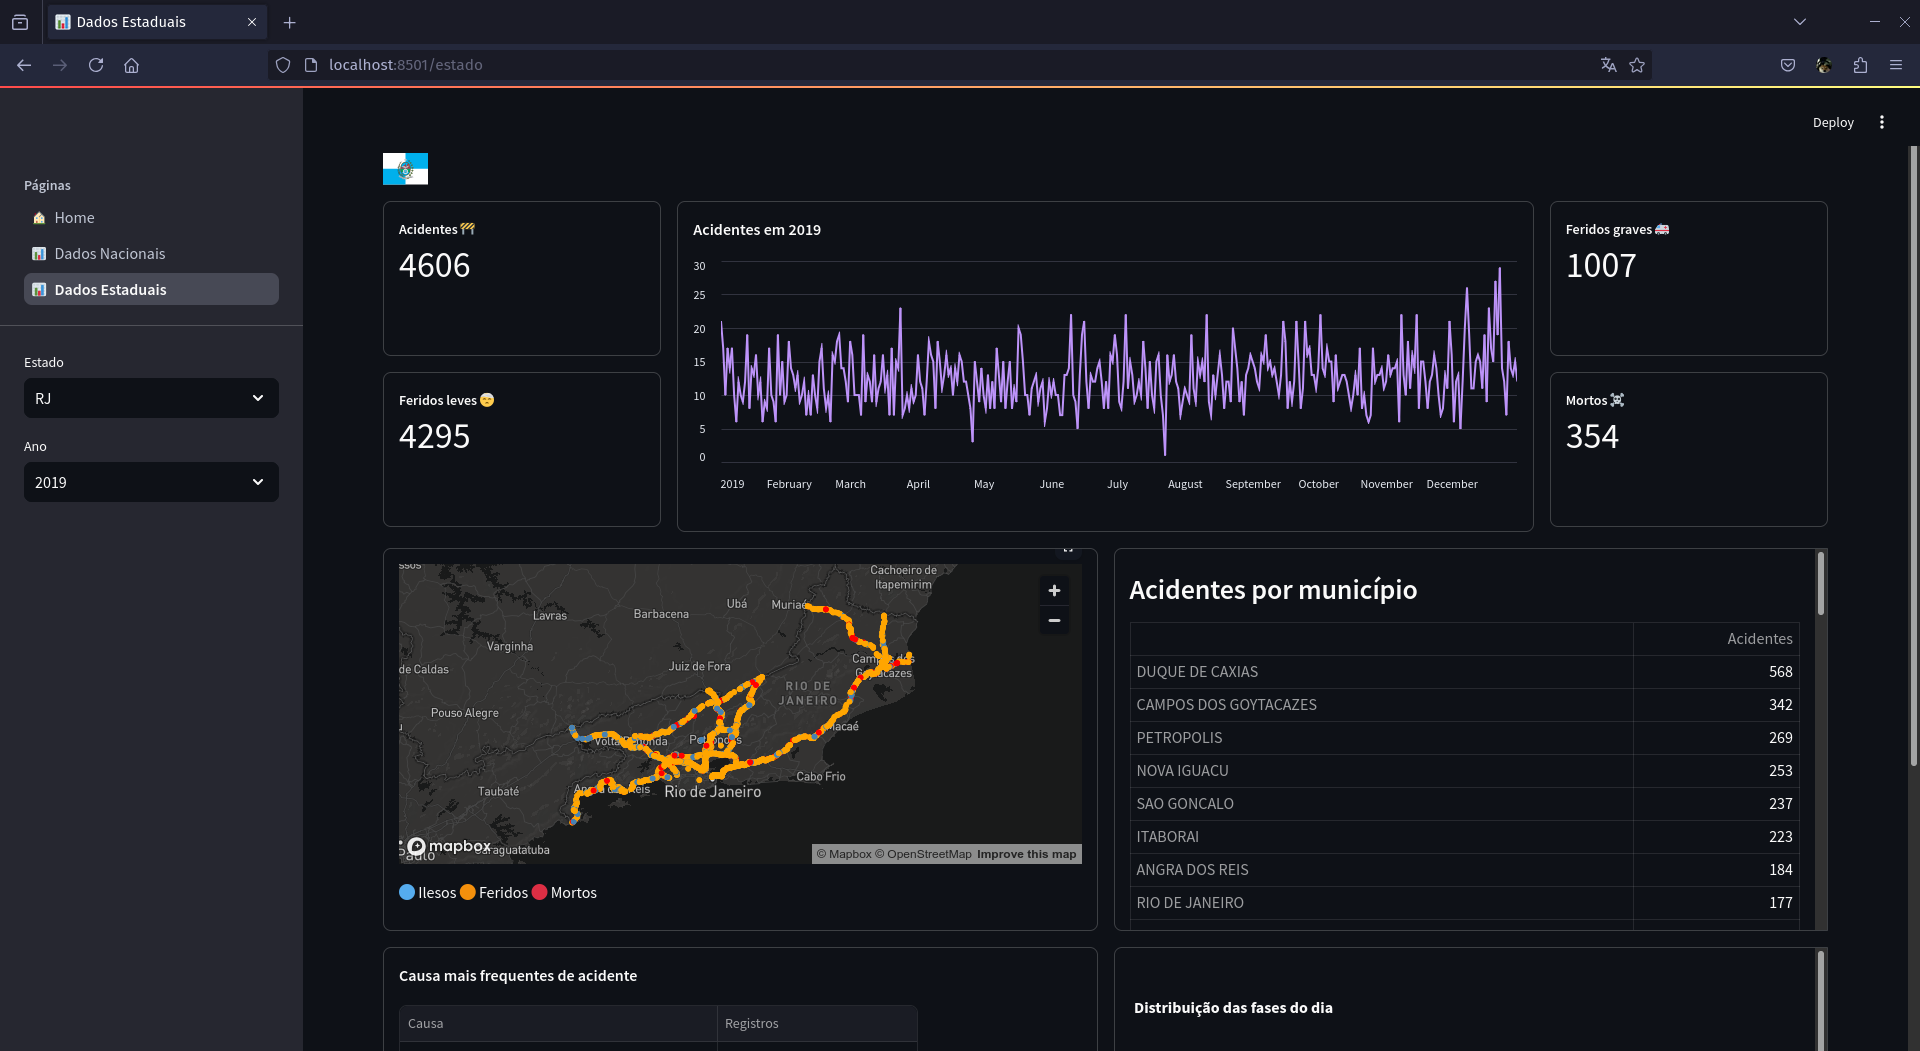 Dados Estaduais
localhost:8501/estado
Deploy
Páginas
Home
Dados Nacionais
Dados Estaduais
Estado
RJ
Ano
2019
Acidentes
4606
Feridos leves
4295
Acidentes em 2019
30
25
20
15
10
5
0
2019 February March April May June July August September October November December
Feridos graves
1007
Mortos
354
ssos
Cachoeiro de
Itapemirim
Lavras
Barbacena
Ubá
Muriaé
Varginha
de Caldas
Juiz de Fora
Campos dos
Goytacazes
RIO DE
JANEIRO
Pouso Alegre
Volta Redonda
Petrópolis
Macaé
Cabo Frio
Taubaté
Angra dos Reis
Rio de Janeiro
Paulo
mapbox
Caraguatatuba
© Mapbox © OpenStreetMap Improve this map
Ilesos Feridos Mortos
Acidentes por município
Acidentes
DUQUE DE CAXIAS 568
CAMPOS DOS GOYTACAZES 342
PETROPOLIS 269
NOVA IGUACU 253
SAO GONCALO 237
ITABORAI 223
ANGRA DOS REIS 184
RIO DE JANEIRO 177
Causa mais frequentes de acidente
Causa Registros
Distribuição das fases do dia